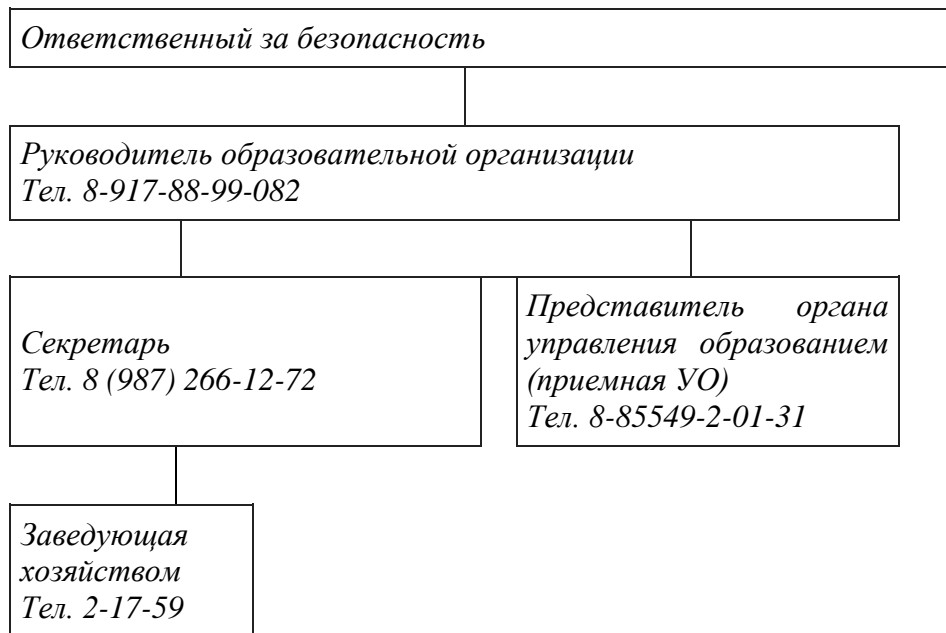 Ответственный за безопасность
Руководитель образовательной организации
Тел. 8-917-88-99-082
Секретарь
Тел. 8 (987) 266-12-72
Представитель органа
управления образованием
(приемная УО)
Тел. 8-85549-2-01-31
Заведующая
хозяйством
Тел. 2-17-59